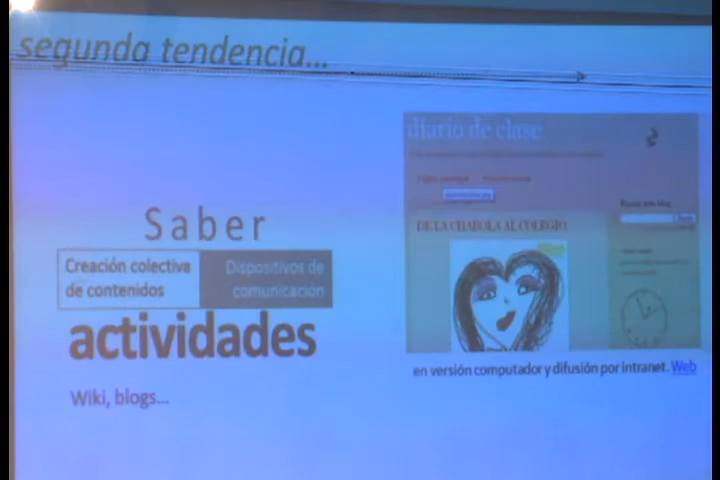 segunda tendencia...
Saber
Creación colectiva
de contenidos
Dispositivos de
comunicación
actividades
Wiki, blogs...
diario de clase
DE LA CHABOLA AL COLEGIO
en versión computador y difusión por intranet. Web